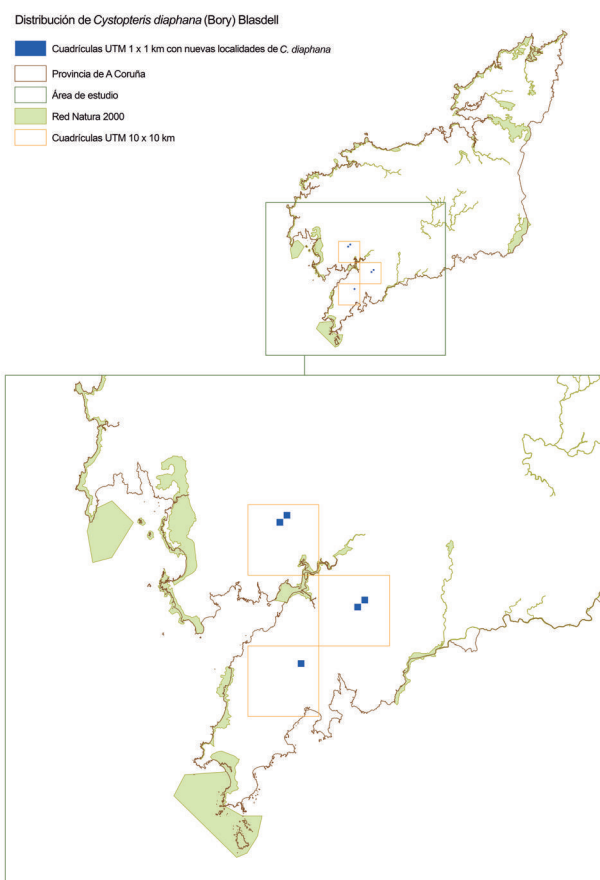 Distribución de Cystopteris diaphana (Bory) Blasdell
Cuadrículas UTM 1 x 1 km con nuevas localidades de C. diaphana
Provincia de A Coruña
Área de estudio
Red Natura 2000
Cuadrículas UTM 10 x 10 km